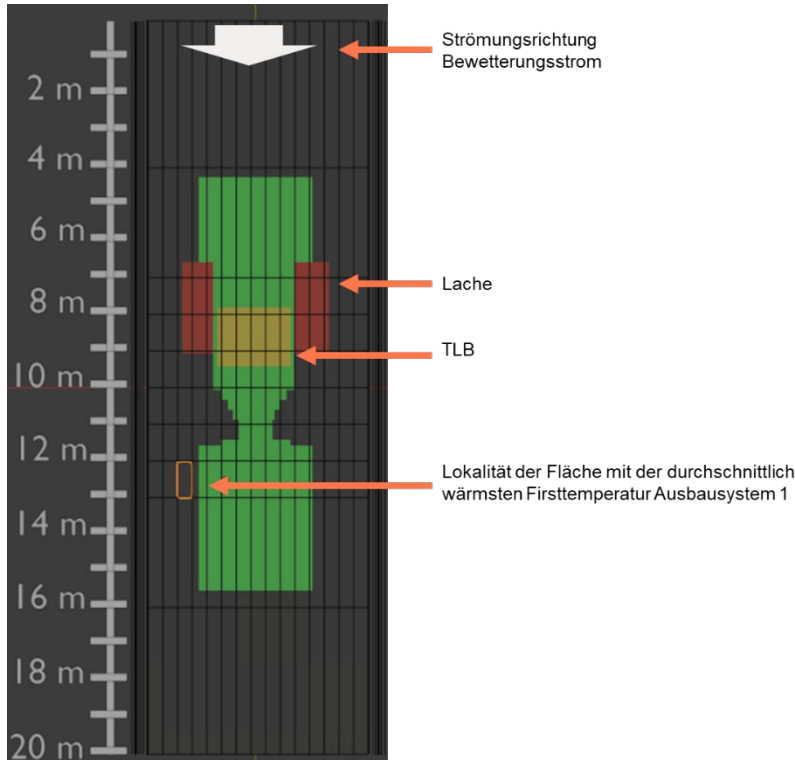 Strömungsrichtung
Bewetterungsstrom
2 m
4 m
6 m
Lache
8 m
TLB
10 m
12 m
Lokalität der Fläche mit der durchschnittlich
wärmsten Firsttemperatur Ausbausystem 1
14 m
16 m
18 m
20 m